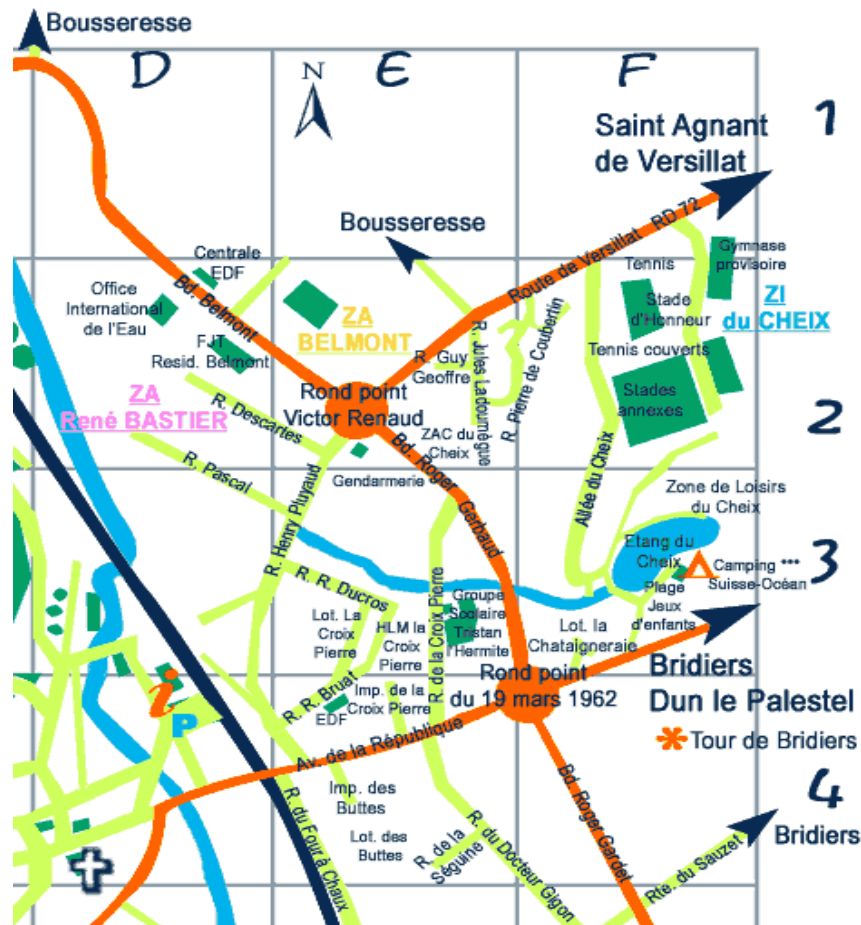 Bousseresse
D
E
F
N
1
Saint Agnant
de Versillat
Bousseresse
Route de Versillat RD 72
Centrale
EDF
Bd. Belmont
Office
International
de l'Eau
FJT
Resid. Belmont
ZA
BELMONT
Tennis
Gymnase
provisoire
Stade
d'Honneur
ZI
du CHEIX
Tennis couverts
Stades
annexes
R. Guy
Geoffre
R. Jules Ladoumègue
R. Pierre de Coubertin
ZA
René BASTIER
Rond point
Victor Renaud
R. Descartes
ZAC du
Cheix
2
R. Pascal
Gendarmerie
Bd. Roger Gerbaud
R. Henry Pluyaud
Allée du Cheix
Zone de Loisirs
du Cheix
Etang du
Cheix
Camping ***
Suisse-Océan
3
Plage
Jeux
d'enfants
R. R. Ducros
R. de la Croix Pierre
Groupe
Scolaire
Tristan
l'Hermite
Lot. La
Croix
Pierre
HLM la
Croix
Pierre
Lot. la
Chataigneraie
Rond point
du 19 mars 1962
Bridiers
Dun le Palestel
Tour de Bridiers
i
P
R. R. Bruat
EDF
Imp. de la
Croix Pierre
Av. de la République
Imp. des
Buttes
Lot. des
Buttes
R. du Four à Chaux
R. de la
Séguine
R. du Docteur Gigon
Bd. Roger Gardet
Rte. du Sauzet
4
Bridiers